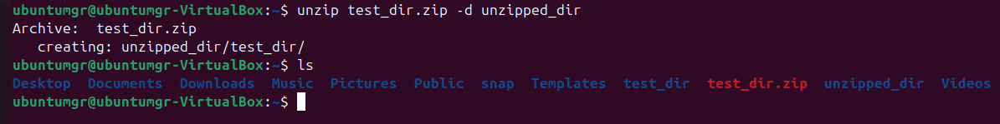 ubuntumgr@ubuntumgr-VirtualBox:~$ unzip test_dir.zip -d unzipped_dir
Archive:  test_dir.zip
   creating: unzipped_dir/test_dir/
ubuntumgr@ubuntumgr-VirtualBox:~$ ls
Desktop  Documents  Downloads  Music  Pictures  Public  snap  Templates  test_dir  test_dir.zip  unzipped_dir  Videos
ubuntumgr@ubuntumgr-VirtualBox:~$